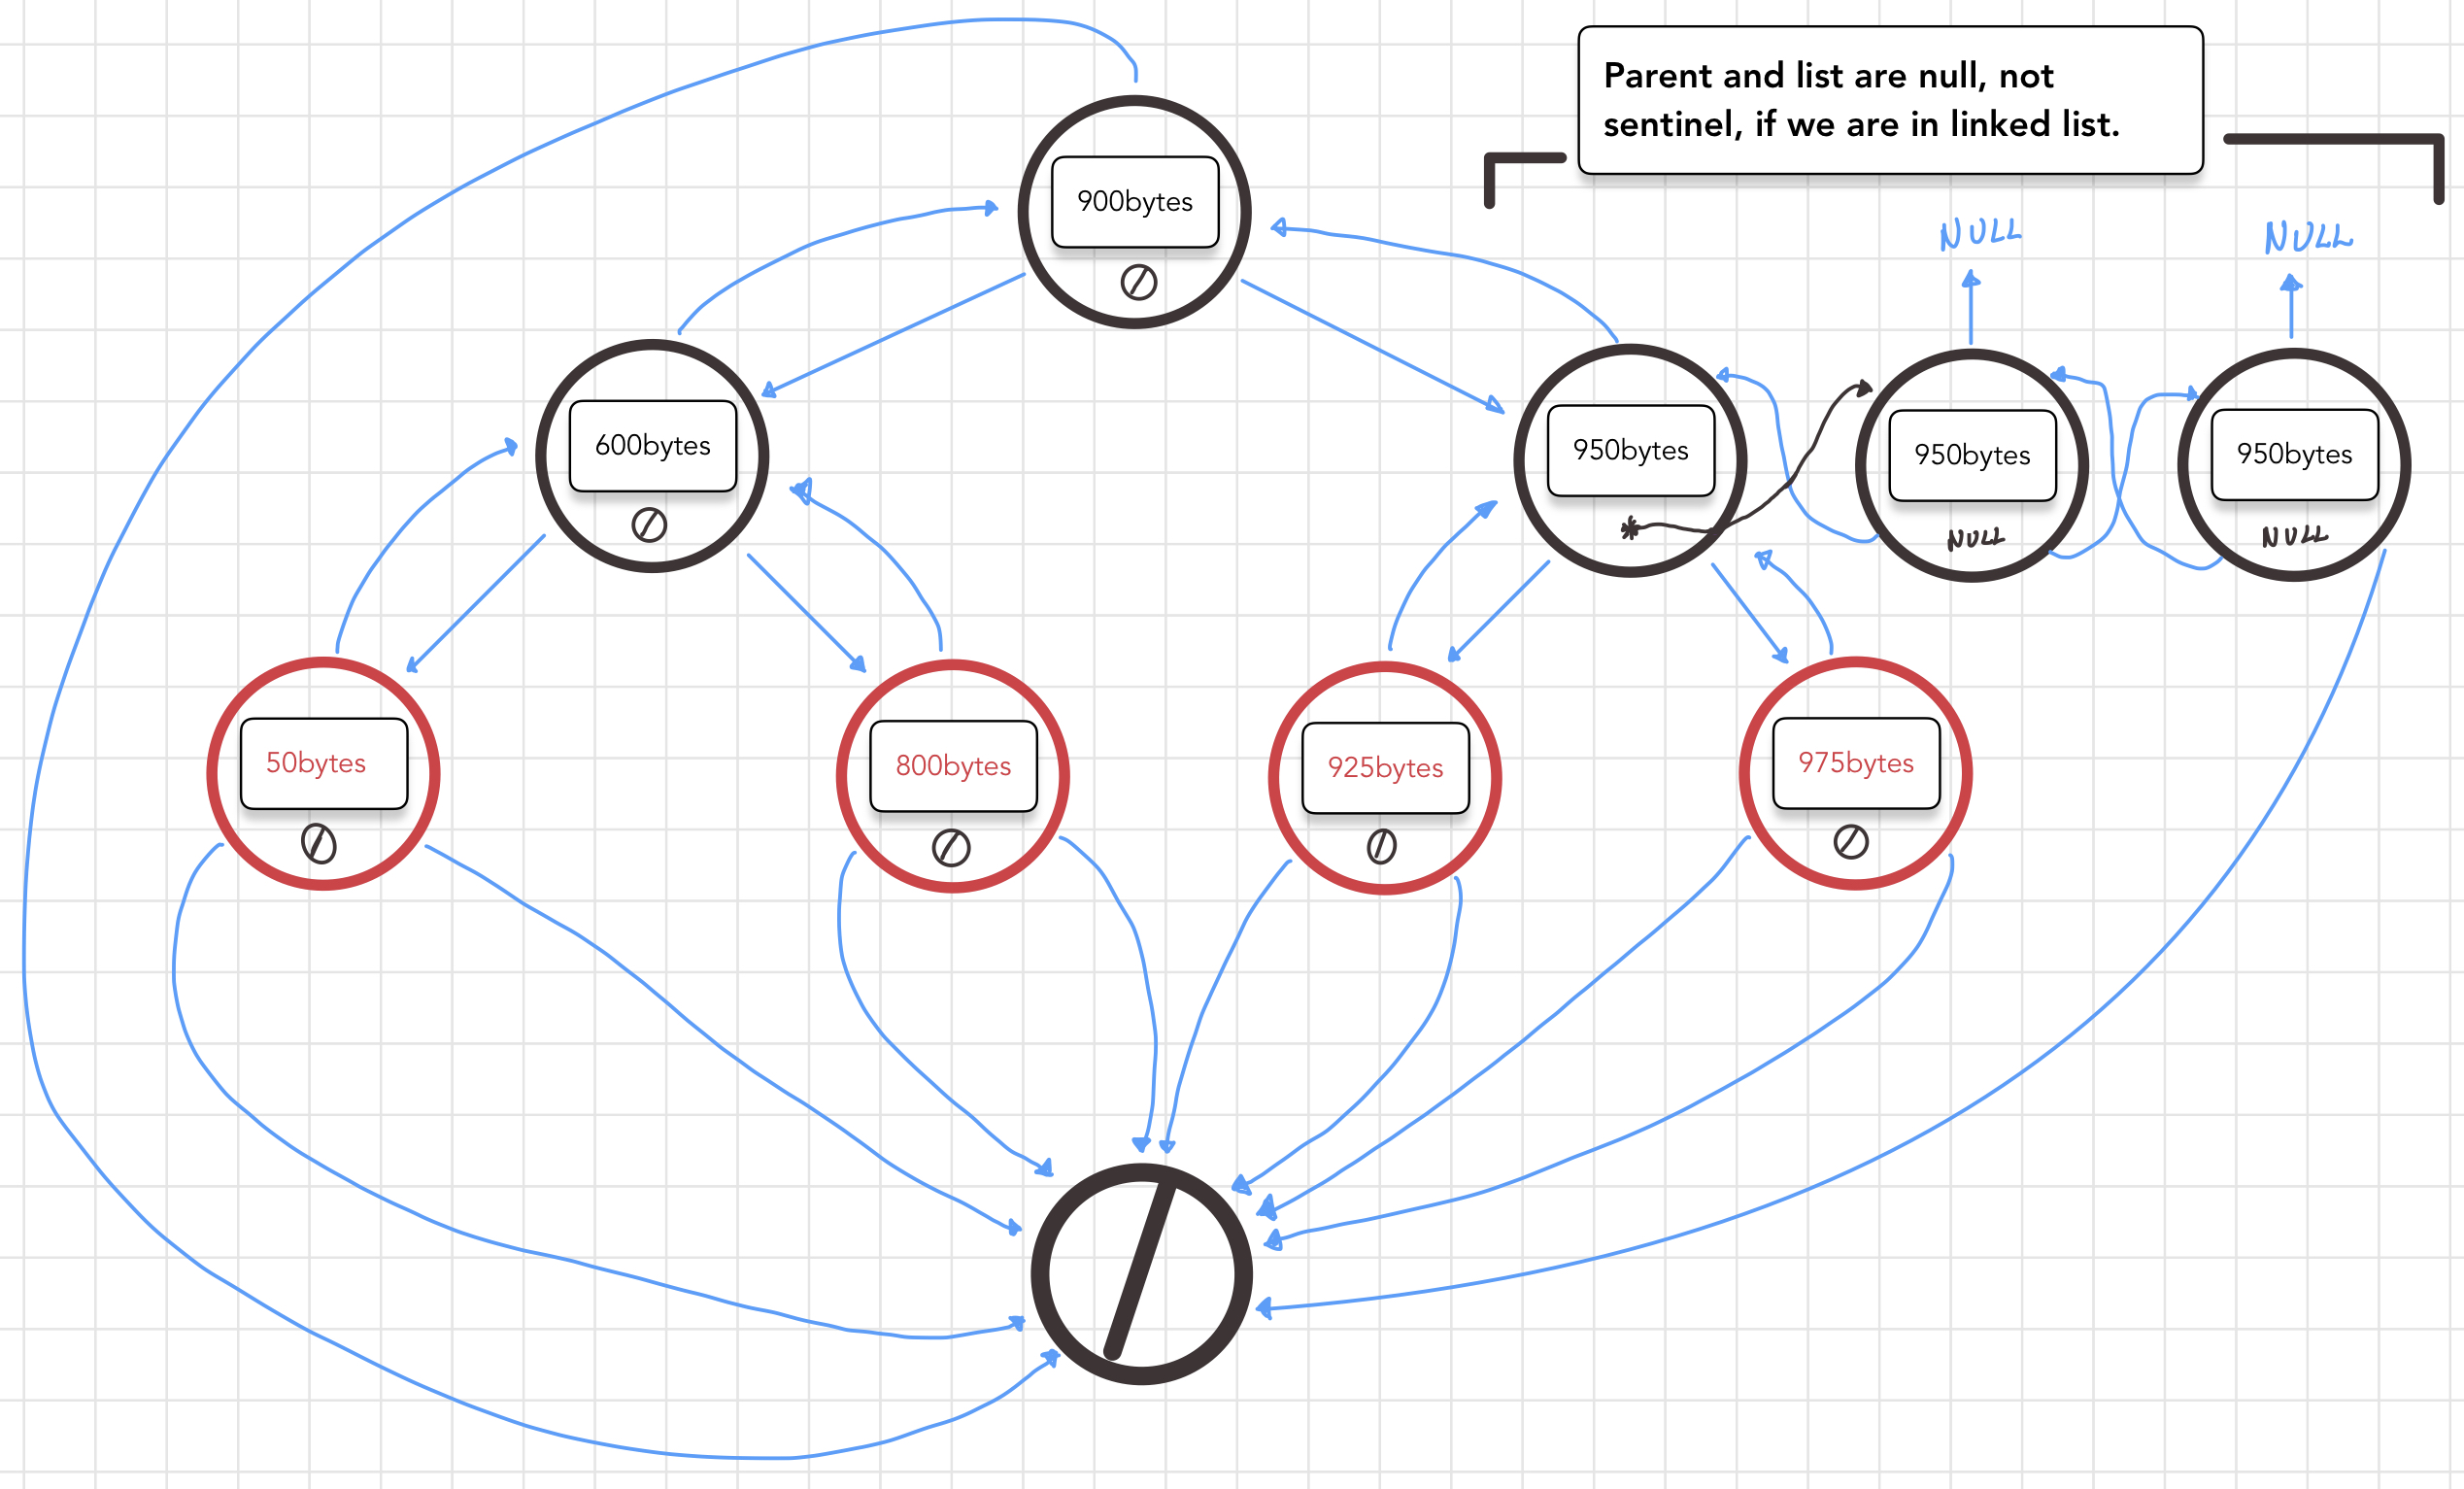 Parent and list are null, not
sentinel, if we are in linked list.
900bytes
NULL
NULL
600bytes
950bytes
950bytes
950bytes
NULL
NULL
50bytes
800bytes
925bytes
975bytes